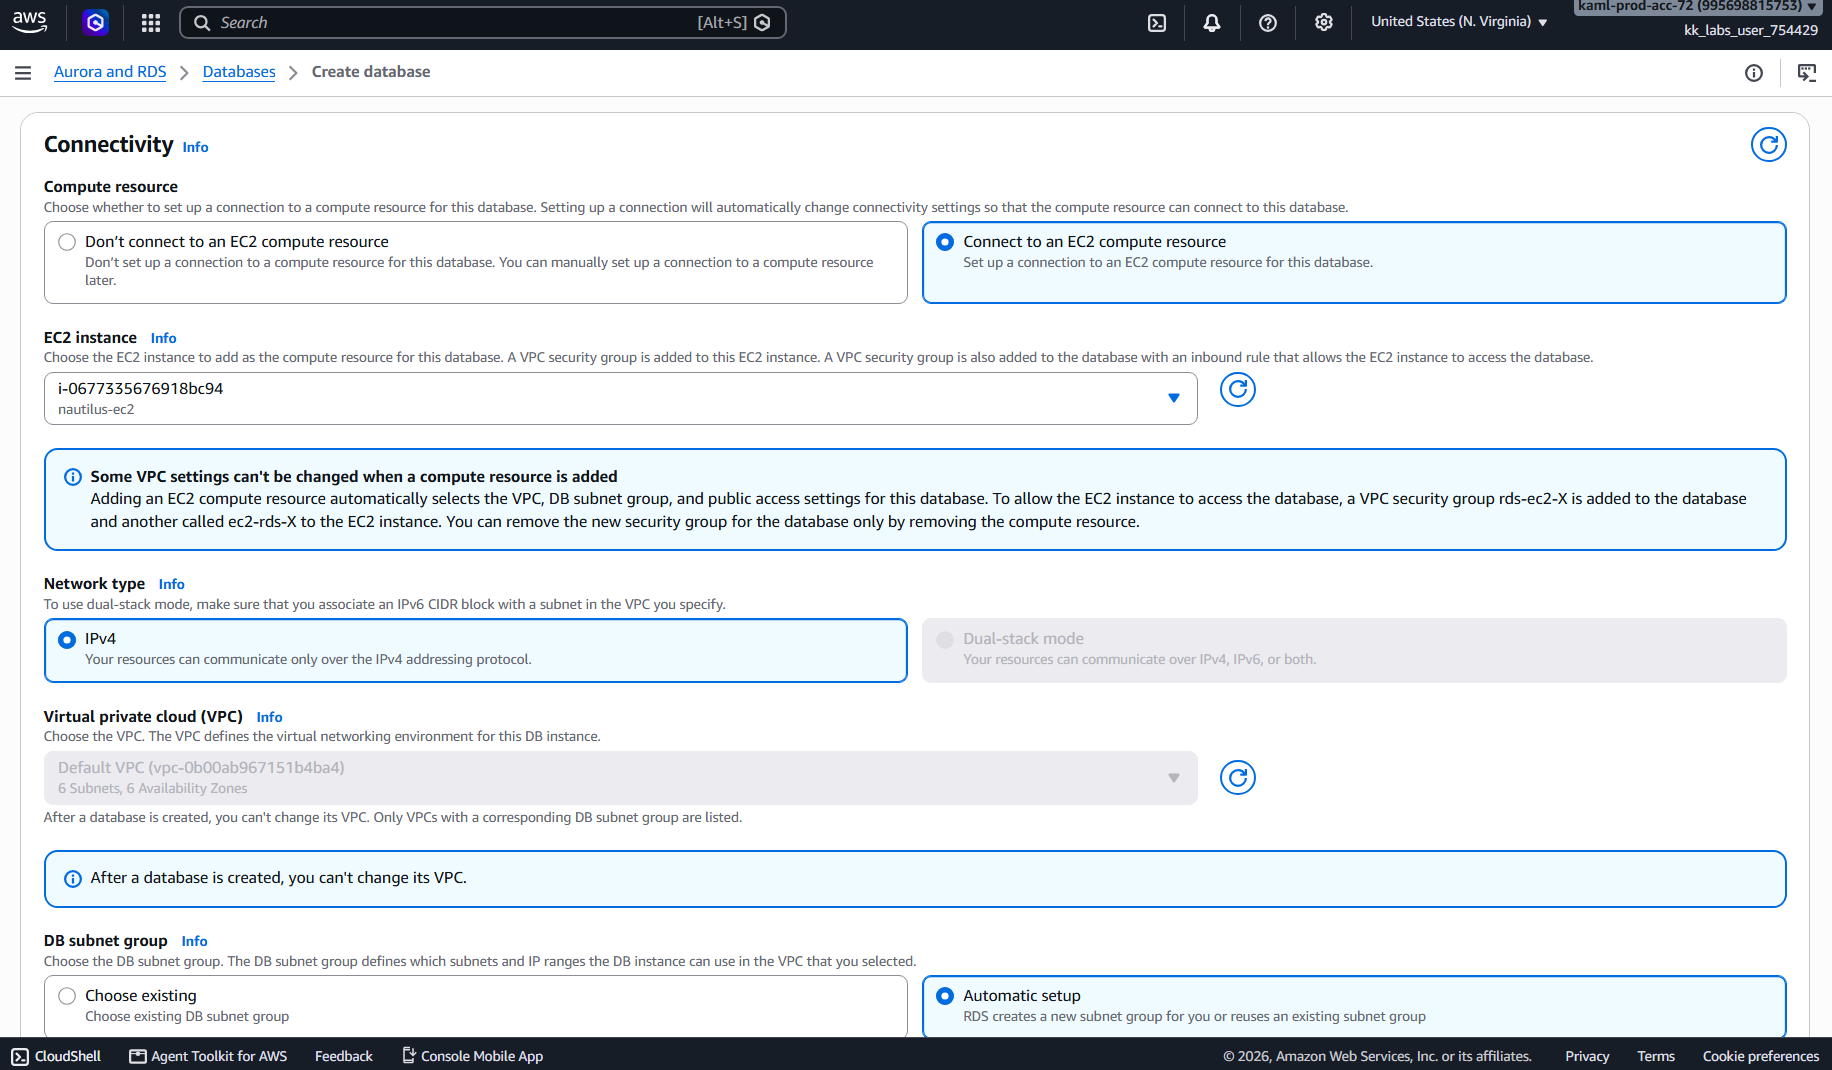 aws
Search
[Alt+S]
United States (N. Virginia)
kaml-prod-acc-72 (995698815753)
kk_labs_user_754429
Aurora and RDS
Databases
Create database
Connectivity Info
Compute resource
Choose whether to set up a connection to a compute resource for this database. Setting up a connection will automatically change connectivity settings so that the compute resource can connect to this database.
Don’t connect to an EC2 compute resource
Don’t set up a connection to a compute resource for this database. You can manually set up a connection to a compute resource
later.
Connect to an EC2 compute resource
Set up a connection to an EC2 compute resource for this database.
EC2 instance Info
Choose the EC2 instance to add as the compute resource for this database. A VPC security group is added to this EC2 instance. A VPC security group is also added to the database with an inbound rule that allows the EC2 instance to access the database.
i-0677335676918bc94
nautilus-ec2
Some VPC settings can't be changed when a compute resource is added
Adding an EC2 compute resource automatically selects the VPC, DB subnet group, and public access settings for this database. To allow the EC2 instance to access the database, a VPC security group rds-ec2-X is added to the database
and another called ec2-rds-X to the EC2 instance. You can remove the new security group for the database only by removing the compute resource.
Network type Info
To use dual-stack mode, make sure that you associate an IPv6 CIDR block with a subnet in the VPC you specify.
IPv4
Your resources can communicate only over the IPv4 addressing protocol.
Dual-stack mode
Your resources can communicate over IPv4, IPv6, or both.
Virtual private cloud (VPC) Info
Choose the VPC. The VPC defines the virtual networking environment for this DB instance.
Default VPC (vpc-0b00ab967151b4ba4)
6 Subnets, 6 Availability Zones
After a database is created, you can't change its VPC. Only VPCs with a corresponding DB subnet group are listed.
After a database is created, you can't change its VPC.
DB subnet group Info
Choose the DB subnet group. The DB subnet group defines which subnets and IP ranges the DB instance can use in the VPC that you selected.
Choose existing
Choose existing DB subnet group
Automatic setup
RDS creates a new subnet group for you or reuses an existing subnet group
CloudShell
Agent Toolkit for AWS
Feedback
Console Mobile App
© 2026, Amazon Web Services, Inc. or its affiliates.
Privacy
Terms
Cookie preferences